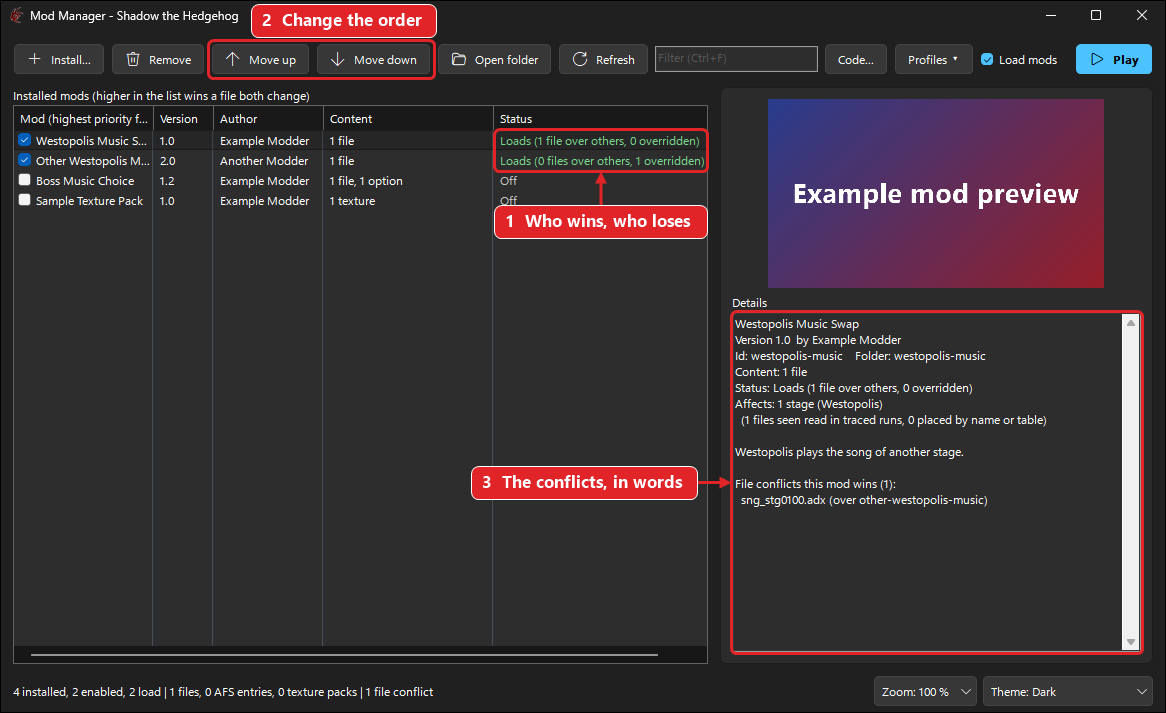 Mod Manager - Shadow the Hedgehog
2 Change the order
Install...
Remove
Move up
Move down
Open folder
Refresh
Filter (Ctrl+F)
Code...
Profiles
Load mods
Play
Installed mods (higher in the list wins a file both change)
Mod (highest priority f... Version Author Content Status
Westopolis Music S... 1.0 Example Modder 1 file Loads (1 file over others, 0 overridden)
Other Westopolis M... 2.0 Another Modder 1 file Loads (0 files over others, 1 overridden)
Boss Music Choice 1.2 Example Modder 1 file, 1 option Off
Sample Texture Pack 1.0 Example Modder 1 texture Off
1 Who wins, who loses
Example mod preview
Details
Westopolis Music Swap
Version 1.0 by Example Modder
Id: westopolis-music Folder: westopolis-music
Content: 1 file
Status: Loads (1 file over others, 0 overridden)
Affects: 1 stage (Westopolis)
(1 files seen read in traced runs, 0 placed by name or table)
Westopolis plays the song of another stage.
3 The conflicts, in words
File conflicts this mod wins (1):
sng_stg0100.adx (over other-westopolis-music)
4 installed, 2 enabled, 2 load | 1 files, 0 AFS entries, 0 texture packs | 1 file conflict
Zoom: 100 %
Theme: Dark